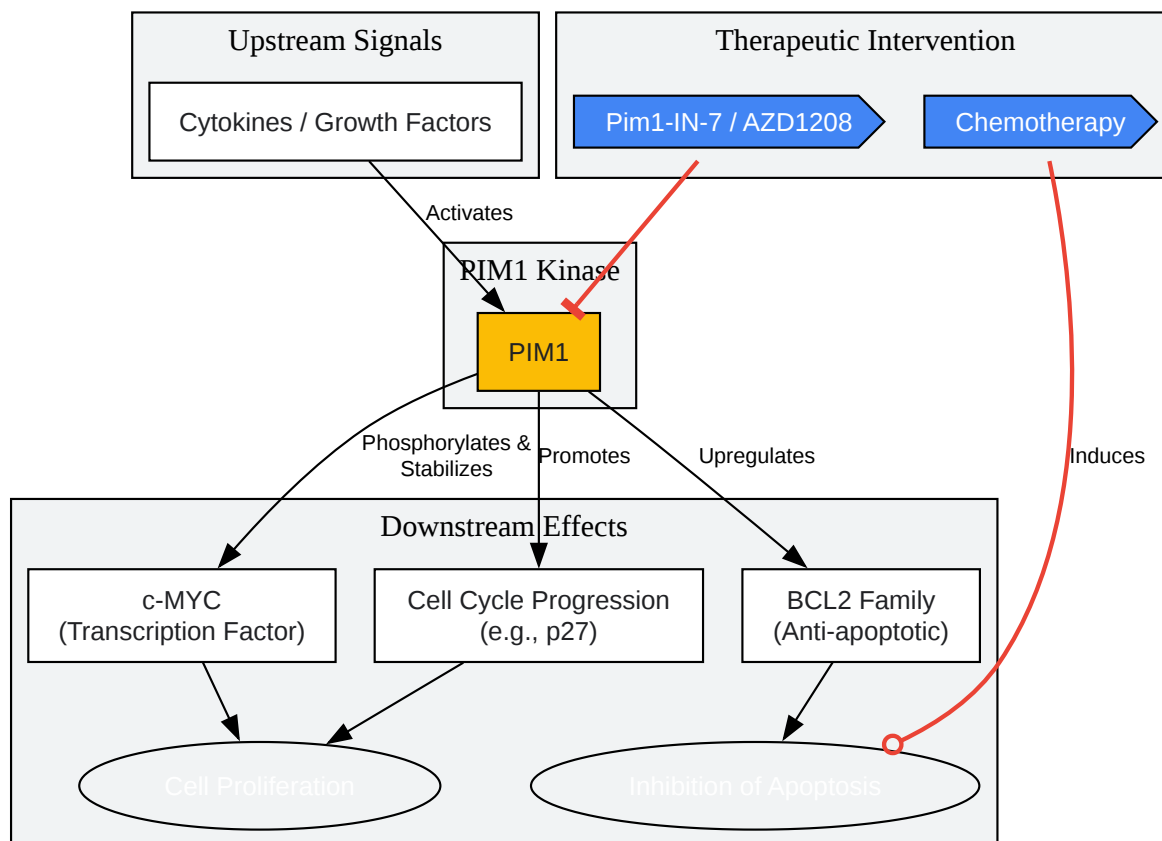 Upstream Signals
Therapeutic Intervention
Cytokines / Growth Factors
Pim1-IN-7 / AZD1208
Chemotherapy
Activates
PIM1 Kinase
PIM1
Phosphorylates &
Stabilizes
Promotes
Upregulates
Induces
Downstream Effects
c-MYC
(Transcription Factor)
Cell Cycle Progression
(e.g., p27)
BCL2 Family
(Anti-apoptotic)
Cell Proliferation
Inhibition of Apoptosis